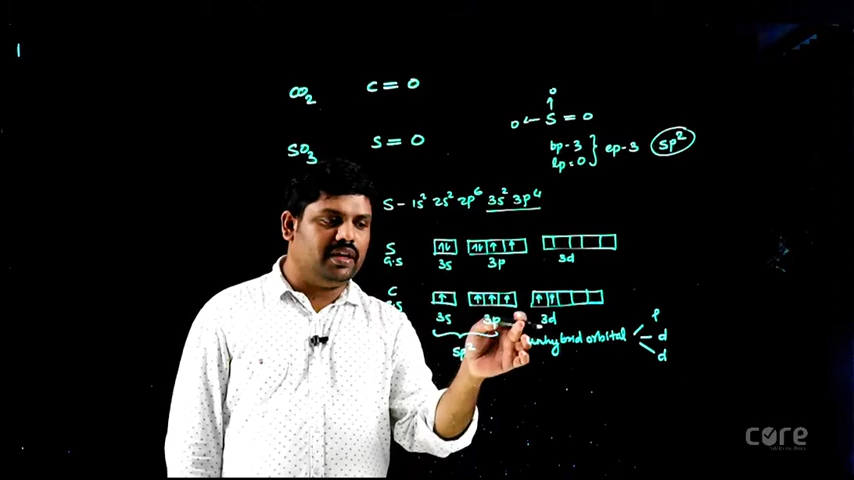 CO2 C = O
SO3 S = O
O
O ← S = O
bp - 3
lp = 0
ep - 3
sp2
S - 1s2 2s2 2p6 3s2 3p4
S
G.S
3s 3p 3d
C
3s 3p 3d
sp2
unhybrid orbital
p
d
d
core